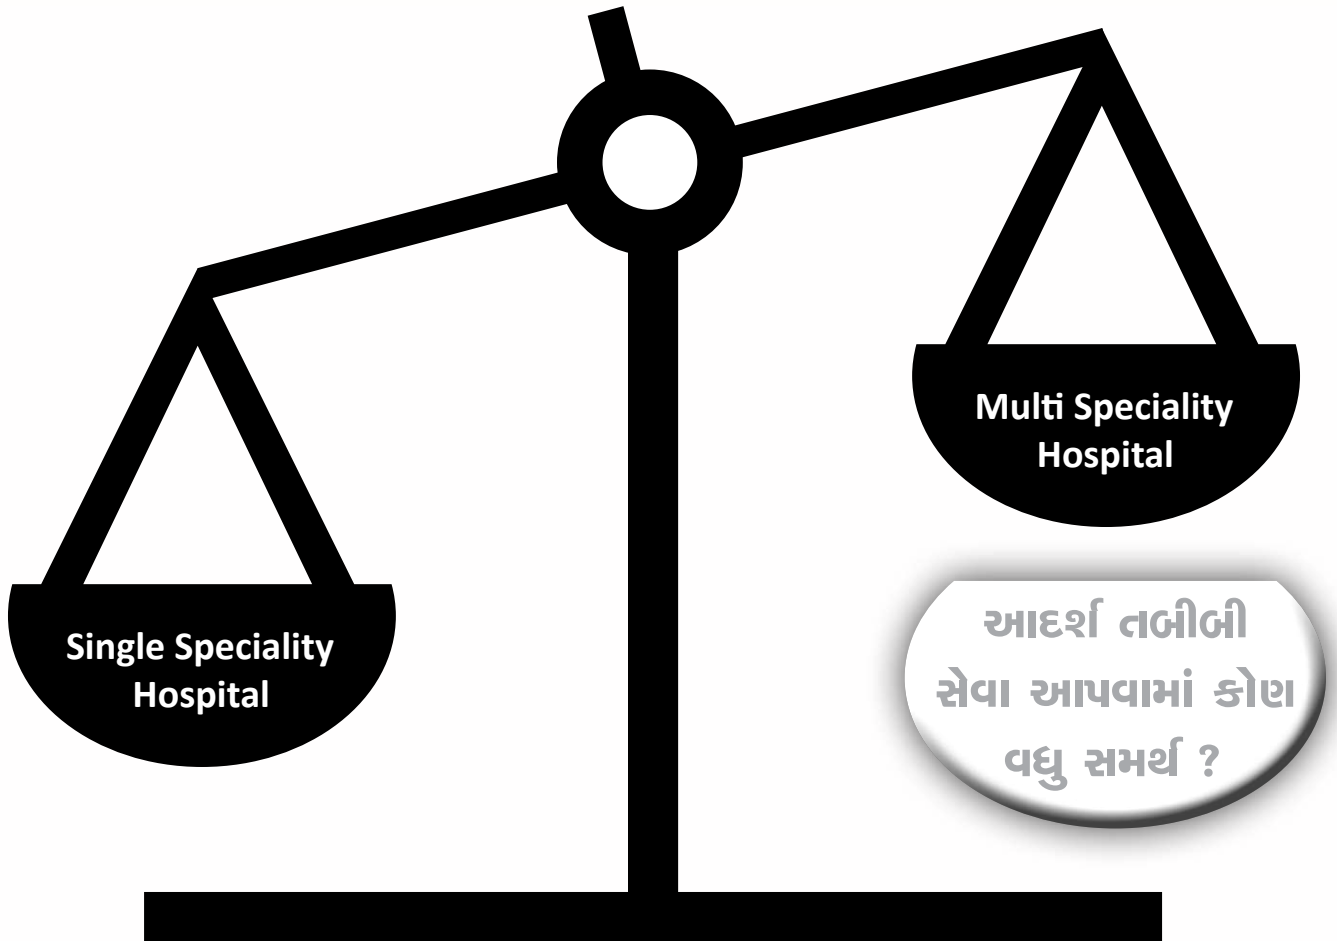 Multi Speciality
Hospital
Single Speciality
Hospital
આદર્શ તબીબી
સેવા આપવામાં કોણ
વધુ સમર્થ ?